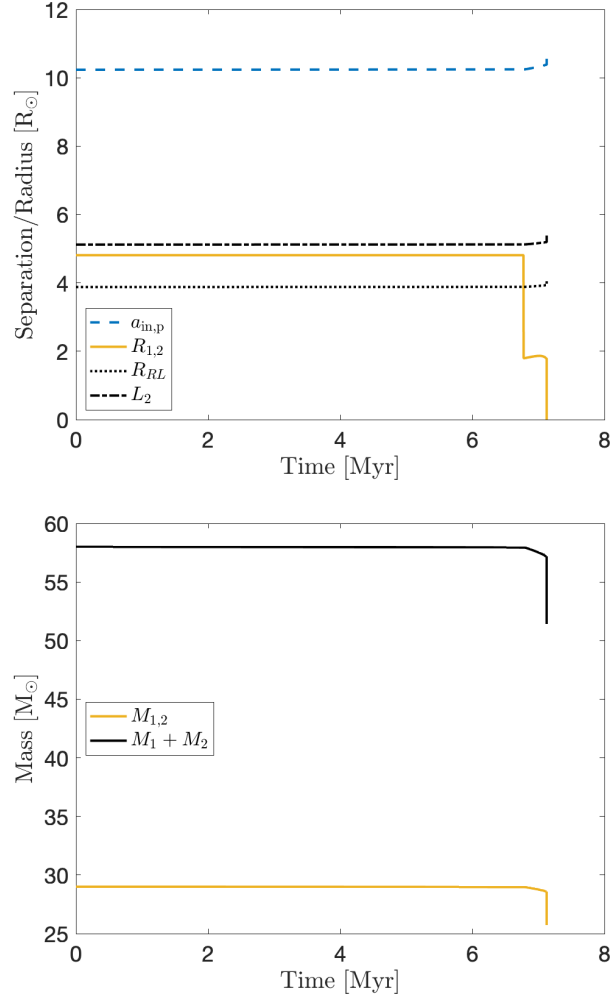 12
10
8
6
4
2
0
Separation/Radius [R⊙]
a_in,p
R_1,2
R_RL
L_2
0 2 4 6 8
Time [Myr]
60
55
50
45
40
35
30
25
Mass [M⊙]
M_1,2
M_1 + M_2
0 2 4 6 8
Time [Myr]